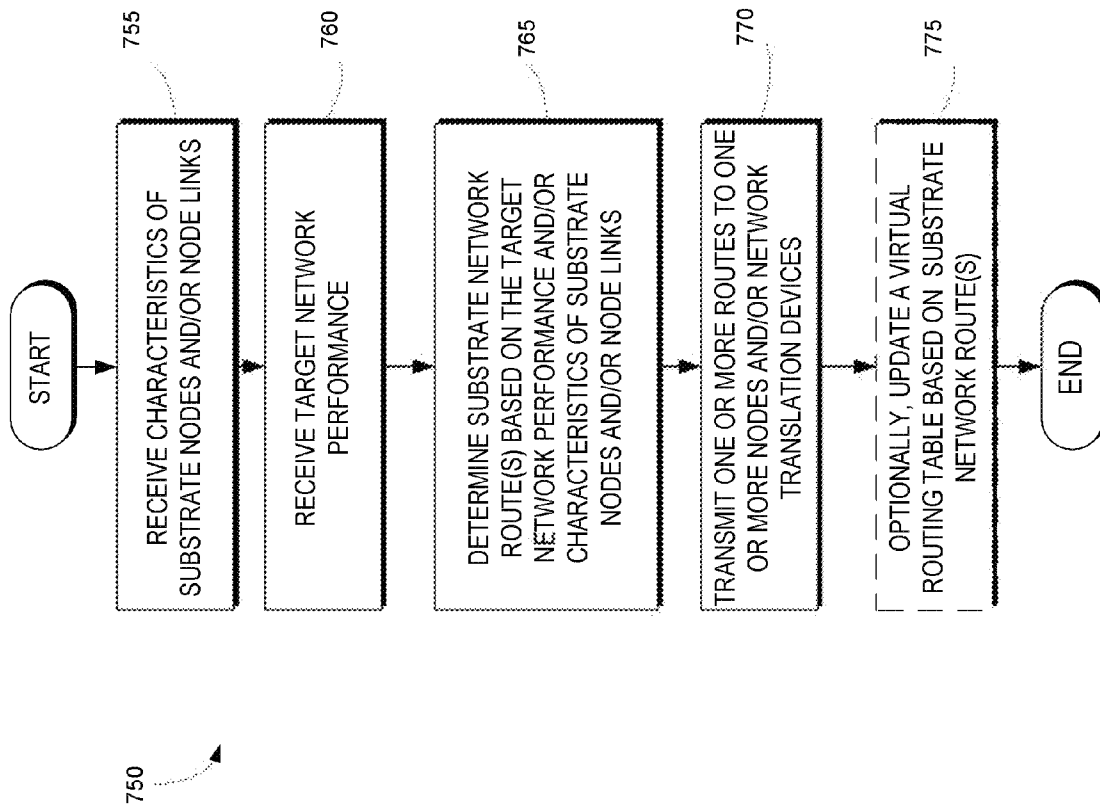 750
START
755
RECEIVE CHARACTERISTICS OF
SUBSTRATE NODES AND/OR NODE LINKS
760
RECEIVE TARGET NETWORK
PERFORMANCE
765
DETERMINE SUBSTRATE NETWORK
ROUTE(S) BASED ON THE TARGET
NETWORK PERFORMANCE AND/OR
CHARACTERISTICS OF SUBSTRATE
NODES AND/OR NODE LINKS
770
TRANSMIT ONE OR MORE ROUTES TO ONE
OR MORE NODES AND/OR NETWORK
TRANSLATION DEVICES
775
OPTIONALLY, UPDATE A VIRTUAL
ROUTING TABLE BASED ON SUBSTRATE
NETWORK ROUTE(S)
END